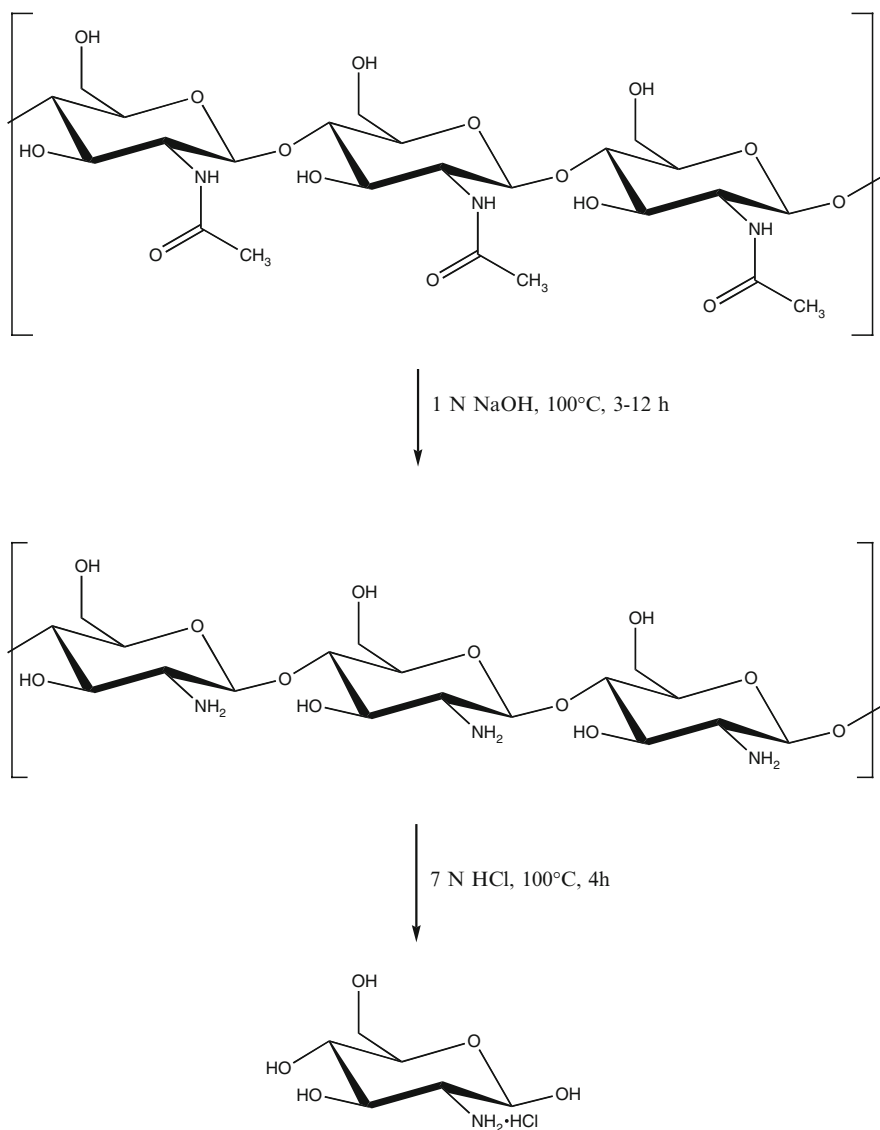 OH
OH
O
OH
O
HO
O
O
NH
HO
O
O
NH
HO
O
NH
O
CH₃
O
CH₃
O
CH₃
1 N NaOH, 100°C, 3-12 h
OH
OH
O
OH
O
HO
O
O
NH₂
HO
O
O
NH₂
HO
O
NH₂
7 N HCl, 100°C, 4h
OH
O
HO
HO
OH
NH₂•HCl